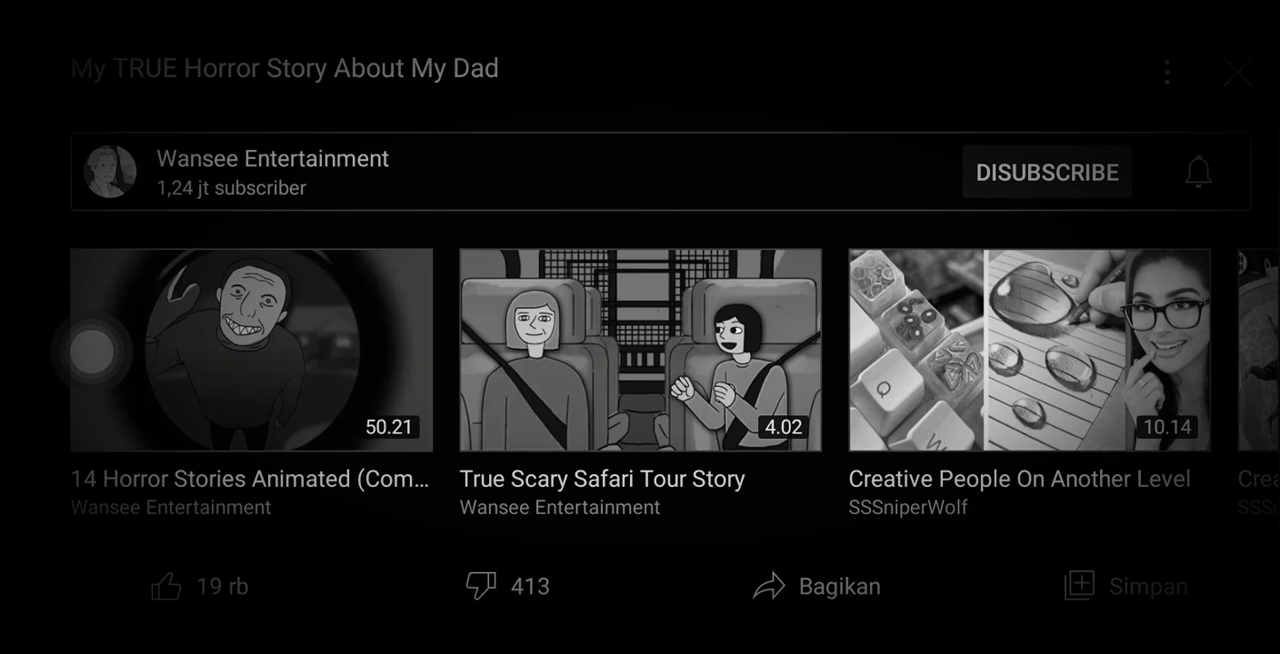 My TRUE Horror Story About My Dad
Wansee Entertainment
1,24 jt subscriber
DISUBSCRIBE
50.21
4.02
Q
W
10.14
14 Horror Stories Animated (Com...
Wansee Entertainment
True Scary Safari Tour Story
Wansee Entertainment
Creative People On Another Level
SSSniperWolf
Crea
SSSn
19 rb
413
Bagikan
Simpan